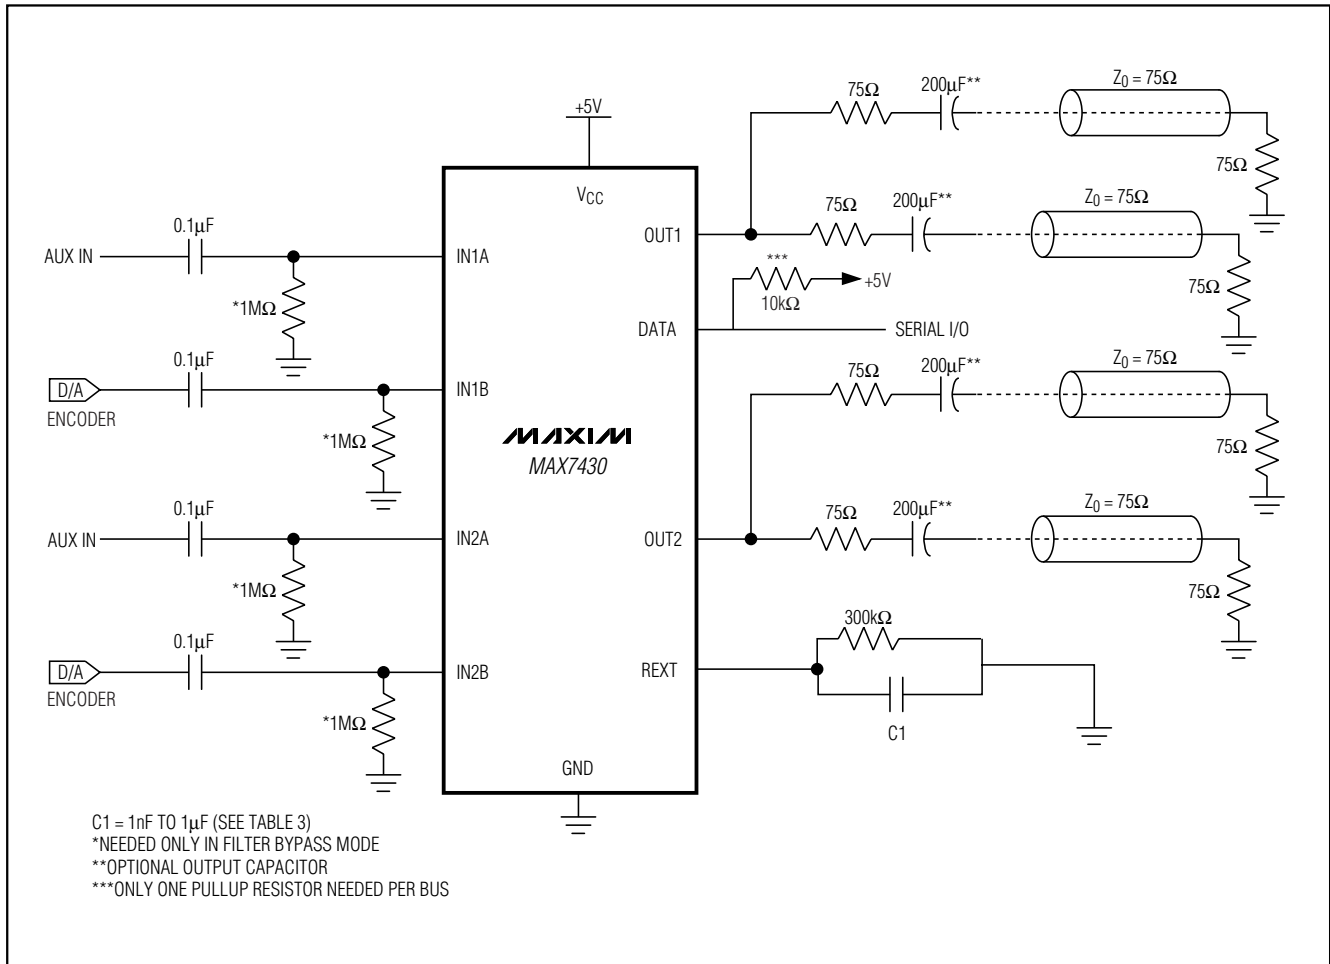 +5V
VCC
75Ω
200µF**
Z0 = 75Ω
75Ω
0.1µF
AUX IN
*1MΩ
IN1A
OUT1
75Ω
200µF**
Z0 = 75Ω
75Ω
***
10kΩ
+5V
DATA
SERIAL I/O
0.1µF
D/A
ENCODER
*1MΩ
IN1B
MAXIM
MAX7430
75Ω
200µF**
Z0 = 75Ω
75Ω
0.1µF
AUX IN
*1MΩ
IN2A
OUT2
75Ω
200µF**
Z0 = 75Ω
75Ω
0.1µF
D/A
ENCODER
*1MΩ
IN2B
REXT
300kΩ
C1
GND
C1 = 1nF TO 1µF (SEE TABLE 3)
*NEEDED ONLY IN FILTER BYPASS MODE
**OPTIONAL OUTPUT CAPACITOR
***ONLY ONE PULLUP RESISTOR NEEDED PER BUS